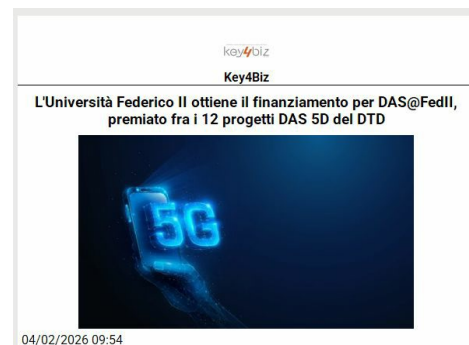 key4biz
Key4Biz
L'Università Federico II ottiene il finanziamento per DAS@FedII,
premiato fra i 12 progetti DAS 5D del DTD
5G
04/02/2026 09:54